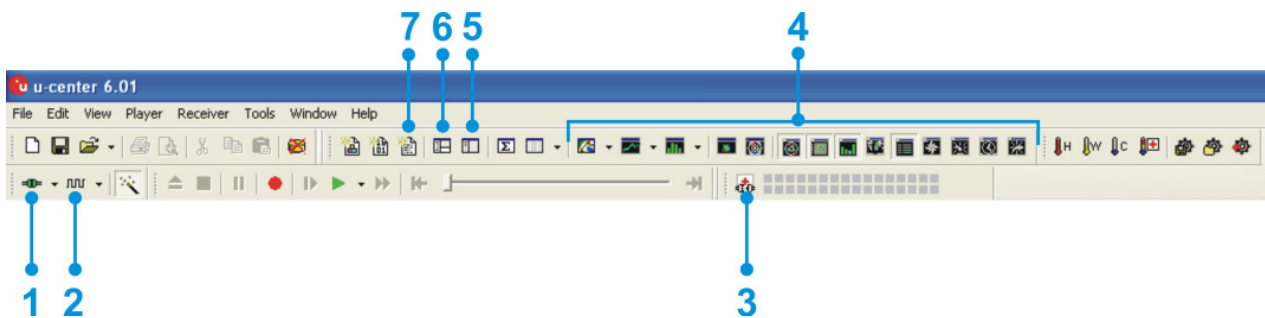 7 6 5 4
u-center 6.01
File Edit View Player Receiver Tools Window Help
H W C
1 2 3